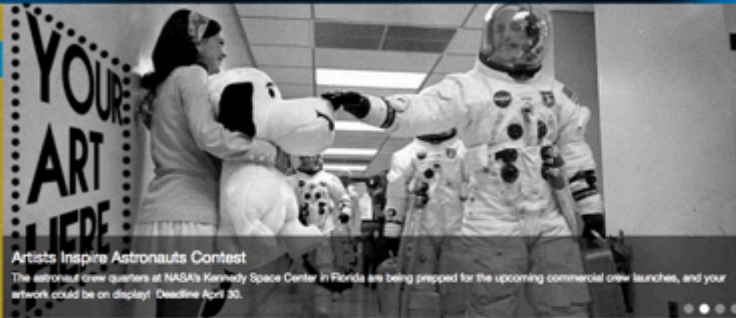 YOUR
ART
HERE
Artists Inspire Astronauts Contest
The astronaut crew quarters at NASA's Kennedy Space Center in Florida are being prepped for the upcoming commercial crew launches, and your
artwork could be on display! Deadline April 30.